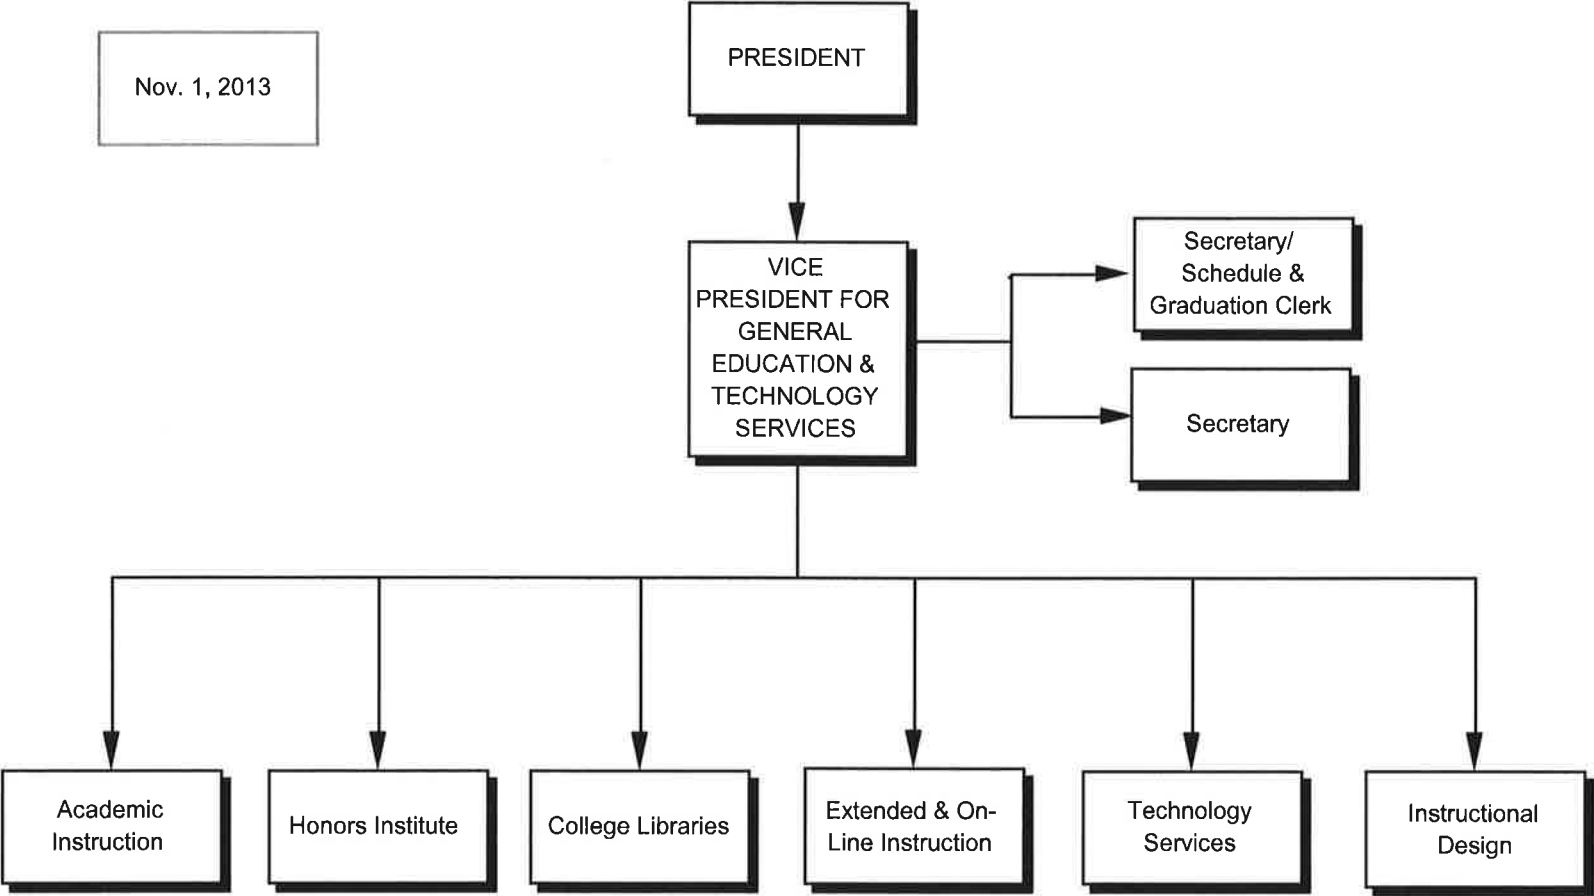 Nov. 1, 2013
PRESIDENT
VICE
PRESIDENT FOR
GENERAL
EDUCATION &
TECHNOLOGY
SERVICES
Secretary/
Schedule &
Graduation Clerk
Secretary
Academic
Instruction
Honors Institute
College Libraries
Extended & On-
Line Instruction
Technology
Services
Instructional
Design